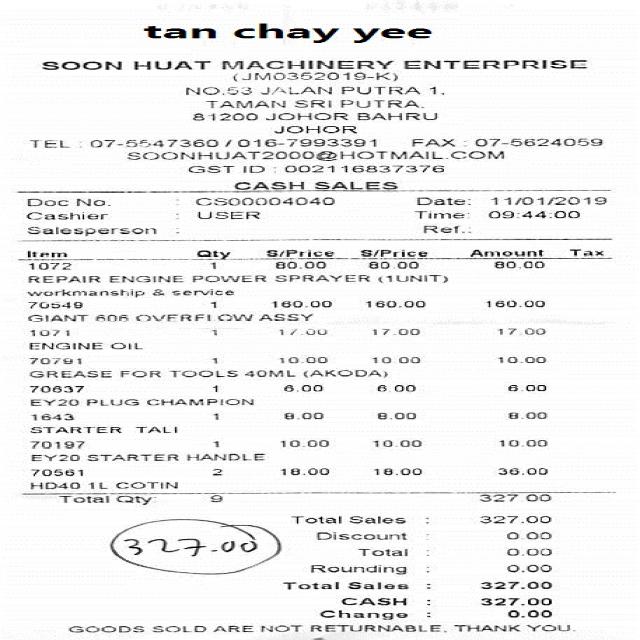 tan chay yee
SOON HUAT MACHINERY ENTERPRISE
(JM0352019-K)
NO.53 JALAN PUTRA 1,
TAMAN SRI PUTRA,
81200 JOHOR BAHRU
JOHOR
TEL : 07-5547360 / 016-7993391 FAX : 07-5624059
SOONHUAT2000@HOTMAIL.COM
GST ID : 002116837376
CASH SALES
Doc No. : CS00004040 Date: 11/01/2019
Cashier : USER Time: 09:44:00
Salesperson : Ref.:
Item Qty S/Price S/Price Amount Tax
1072 1 80.00 80.00 80.00
REPAIR ENGINE POWER SPRAYER (1UNIT)
workmanship & service
70549 1 160.00 160.00 160.00
GIANT 606 OVERFLOW ASSY
1071 1 17.00 17.00 17.00
ENGINE OIL
70791 1 10.00 10.00 10.00
GREASE FOR TOOLS 40ML (AKODA)
70637 1 6.00 6.00 6.00
EY20 PLUG CHAMPION
1643 1 8.00 8.00 8.00
STARTER TALI
70197 1 10.00 10.00 10.00
EY20 STARTER HANDLE
70561 2 18.00 18.00 36.00
HD40 1L COTIN
Total Qty: 9 327.00
Total Sales : 327.00
Discount : 0.00
327.00
Total : 0.00
Rounding : 0.00
Total Sales : 327.00
CASH : 327.00
Change : 0.00
GOODS SOLD ARE NOT RETURNABLE, THANK YOU.